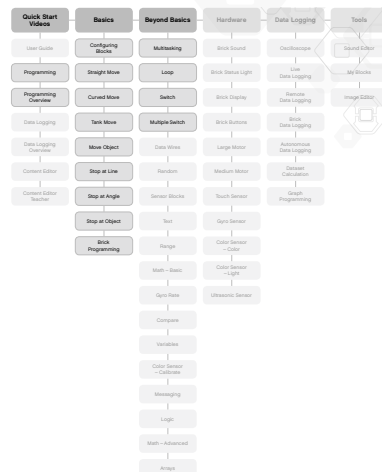 Quick Start
Videos
User Guide
Programming
Programming
Overview
Data Logging
Data Logging
Overview
Content Editor
Content Editor
Teacher
Basics
Configuring
Blocks
Straight Move
Curved Move
Tank Move
Move Object
Stop at Line
Stop at Angle
Stop at Object
Brick
Programming
Beyond Basics
Multitasking
Loop
Switch
Multiple Switch
Data Wires
Random
Sensor Blocks
Text
Range
Math – Basic
Gyro Rate
Compare
Variables
Color Sensor
– Calibrate
Messaging
Logic
Math – Advanced
Arrays
Hardware
Brick Sound
Brick Status Light
Brick Display
Brick Buttons
Large Motor
Medium Motor
Touch Sensor
Gyro Sensor
Color Sensor
– Color
Color Sensor
–Light
Ultrasonic Sensor
Data Logging
Oscilloscope
Live
Data Logging
Remote
Data Logging
Brick
Data Logging
Autonomous
Data Logging
Dataset
Calculation
Graph
Programming
Tools
Sound Editor
My Blocks
Image Editor